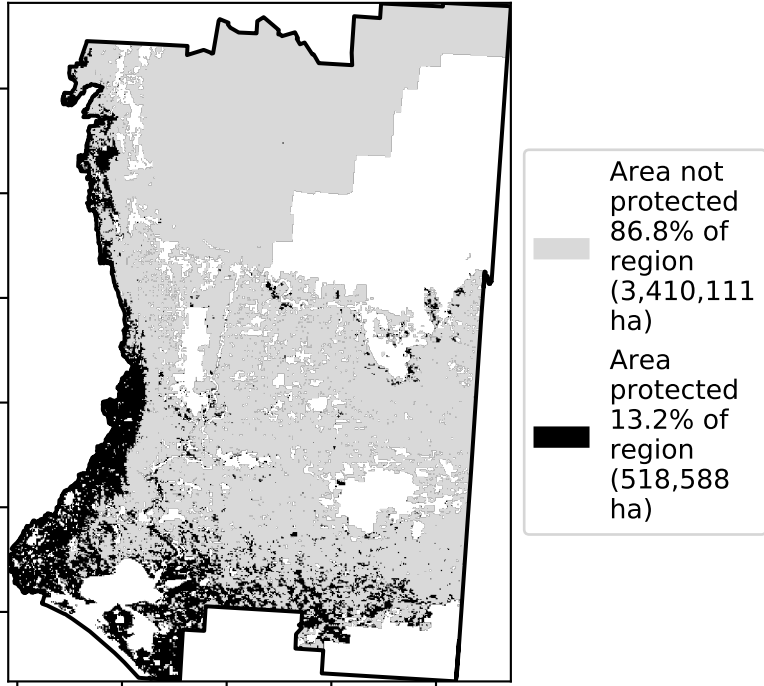 Area not
protected
86.8% of
region
(3,410,111
ha)
Area
protected
13.2% of
region
(518,588
ha)